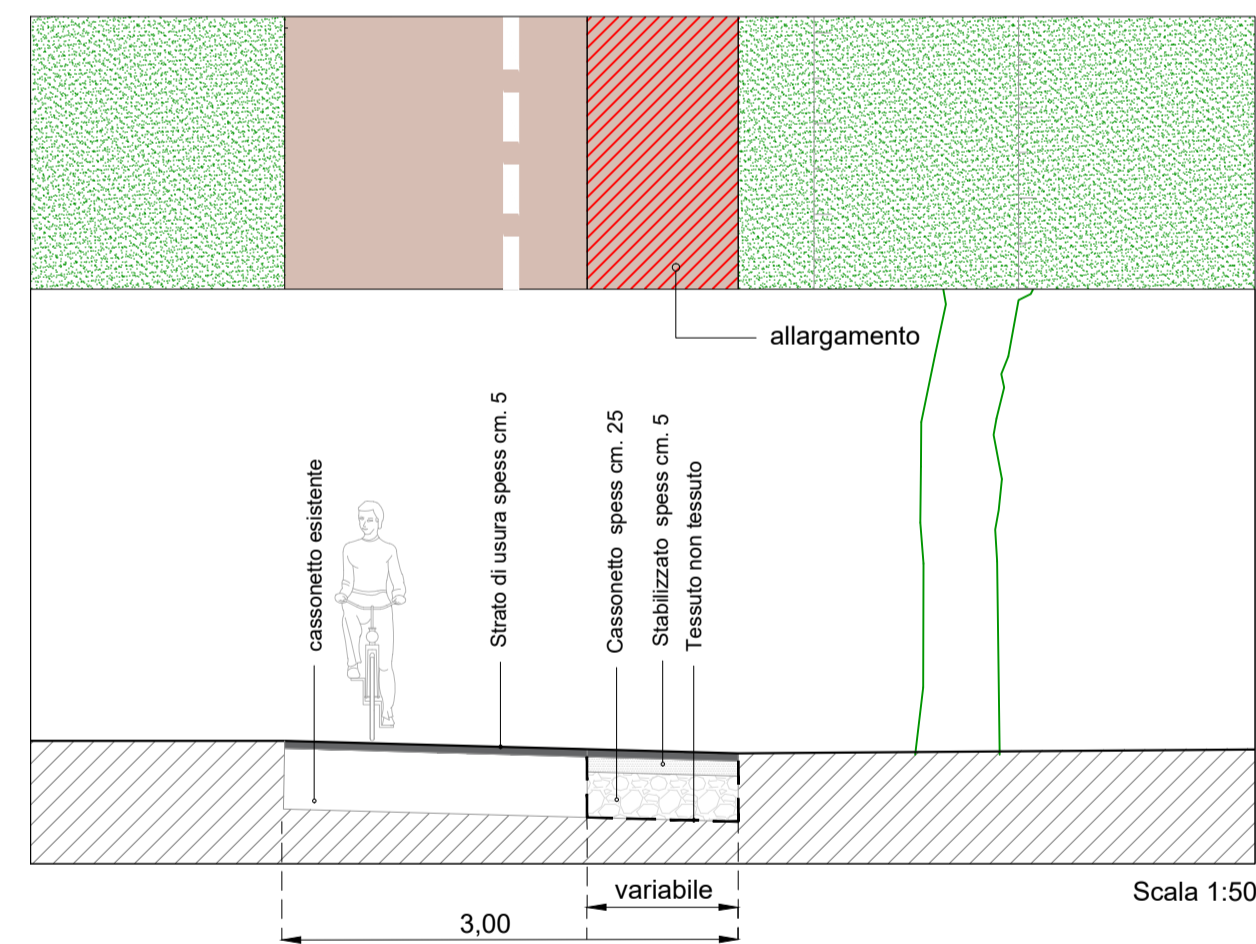 allargamento
cassonetto esistente
Strato di usura spess cm. 5
Cassonetto spess cm. 25
Stabilizzato spess cm. 5
Tessuto non tessuto
variabile
Scala 1:50
3,00